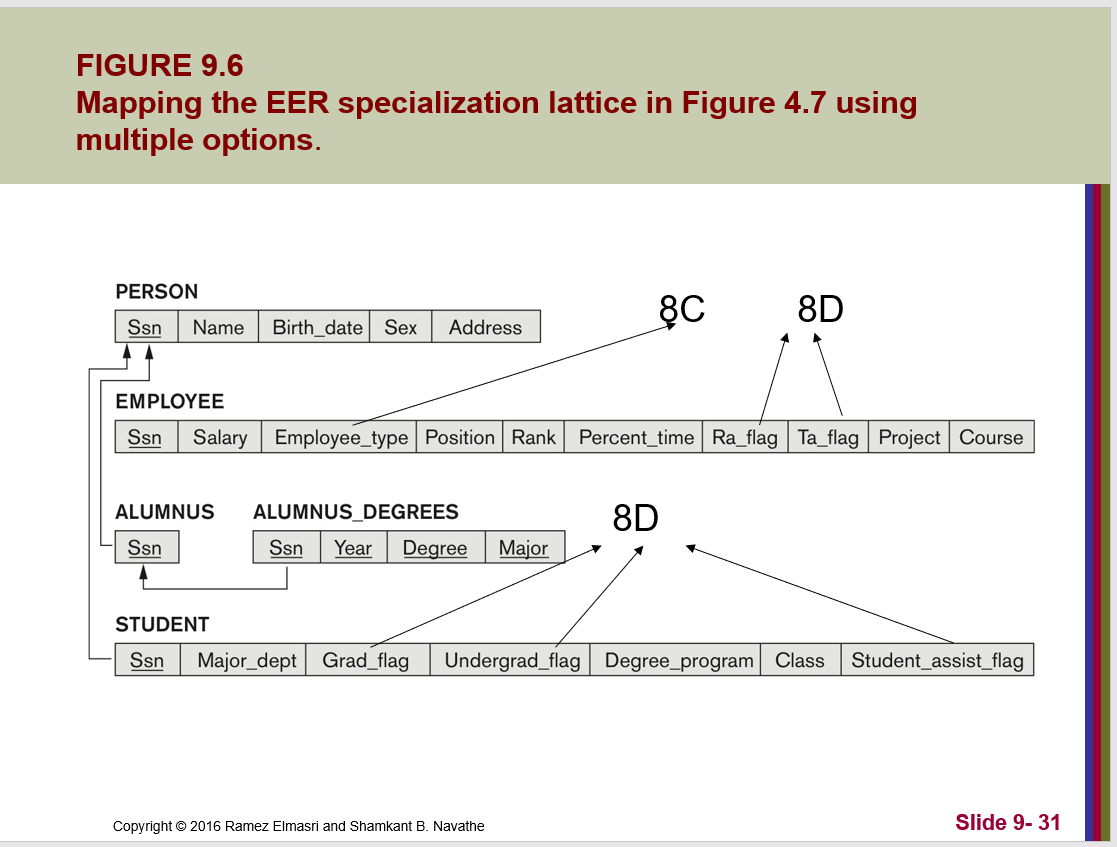 FIGURE 9.6
Mapping the EER specialization lattice in Figure 4.7 using
multiple options.
PERSON
Ssn Name Birth_date Sex Address
8C 8D
EMPLOYEE
Ssn Salary Employee_type Position Rank Percent_time Ra_flag Ta_flag Project Course
ALUMNUS ALUMNUS_DEGREES
8D
Ssn Ssn Year Degree Major
STUDENT
Ssn Major_dept Grad_flag Undergrad_flag Degree_program Class Student_assist_flag
Copyright © 2016 Ramez Elmasri and Shamkant B. Navathe
Slide 9- 31